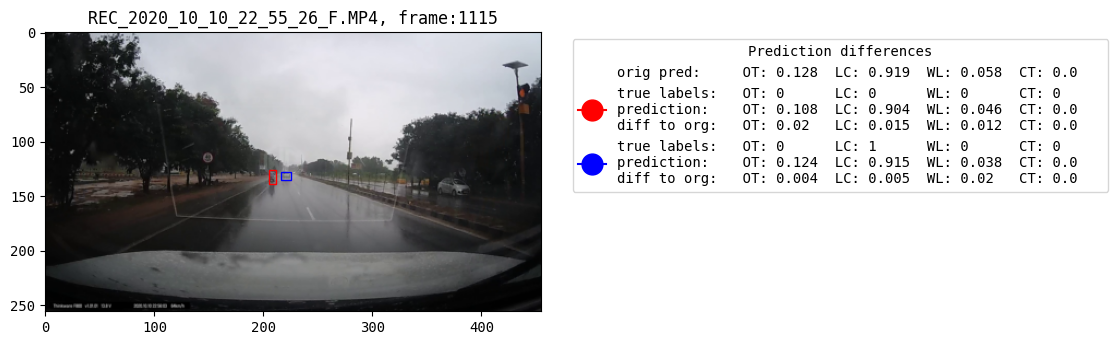 REC_2020_10_10_22_55_26_F.MP4, frame:1115
0
50
100
150
200
250
0
100
200
300
400
Prediction differences
orig pred: OT: 0.128 LC: 0.919 WL: 0.058 CT: 0.0
true labels: OT: 0 LC: 0 WL: 0 CT: 0
prediction: OT: 0.108 LC: 0.904 WL: 0.046 CT: 0.0
diff to org: OT: 0.02 LC: 0.015 WL: 0.012 CT: 0.0
true labels: OT: 0 LC: 1 WL: 0 CT: 0
prediction: OT: 0.124 LC: 0.915 WL: 0.038 CT: 0.0
diff to org: OT: 0.004 LC: 0.005 WL: 0.02 CT: 0.0